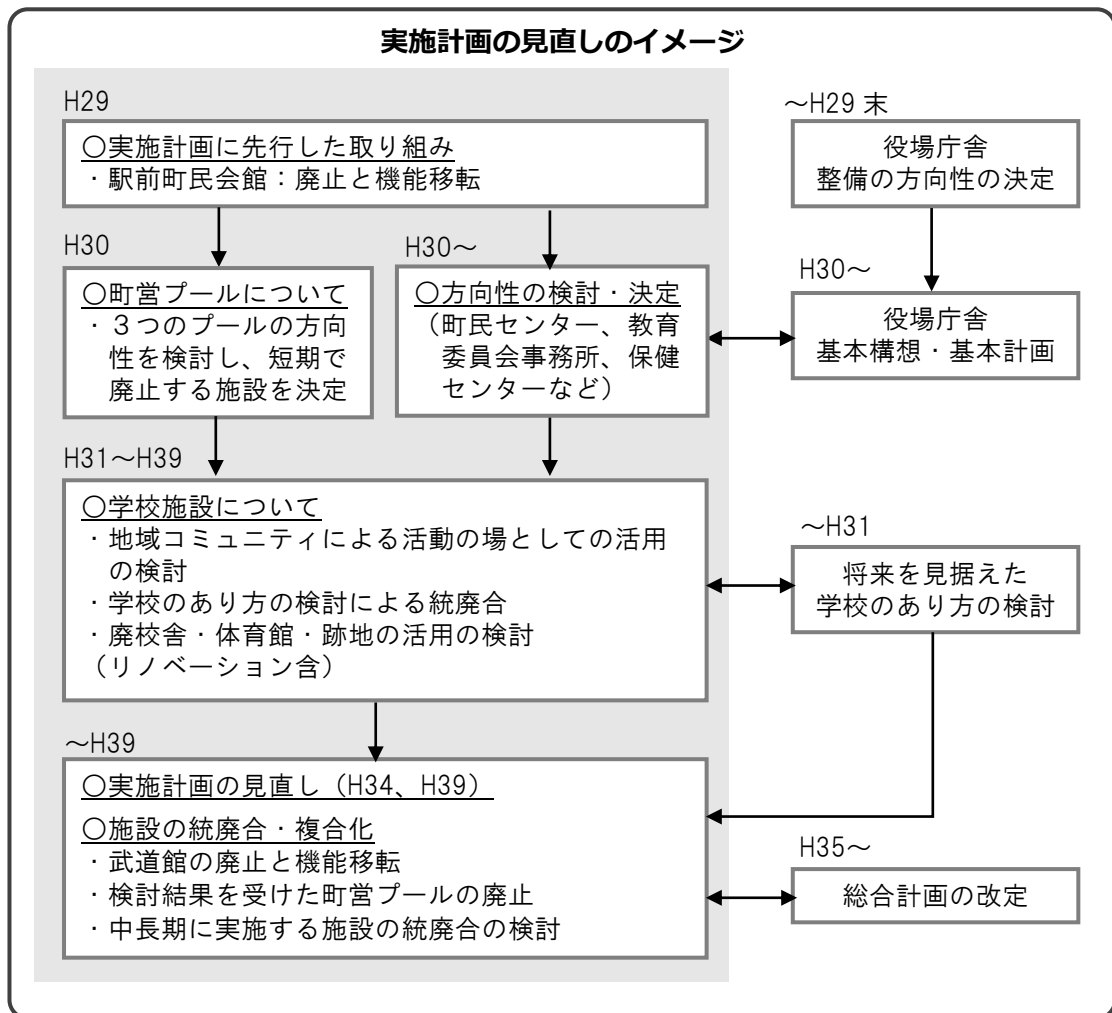 実施計画の見直しのイメージ
H29
〇実施計画に先行した取り組み
・駅前町民会館：廃止と機能移転
～H29 末
役場庁舎
整備の方向性の決定
H30
〇町営プールについて
・３つのプールの方向
性を検討し、短期で
廃止する施設を決定
H30～
〇方向性の検討・決定
（町民センター、教育
委員会事務所、保健
センターなど）
H30～
役場庁舎
基本構想・基本計画
H31～H39
〇学校施設について
・地域コミュニティによる活動の場としての活用
の検討
・学校のあり方の検討による統廃合
・廃校舎・体育館・跡地の活用の検討
（リノベーション含）
～H31
将来を見据えた
学校のあり方の検討
～H39
〇実施計画の見直し（H34、H39）
〇施設の統廃合・複合化
・武道館の廃止と機能移転
・検討結果を受けた町営プールの廃止
・中長期に実施する施設の統廃合の検討
H35～
総合計画の改定